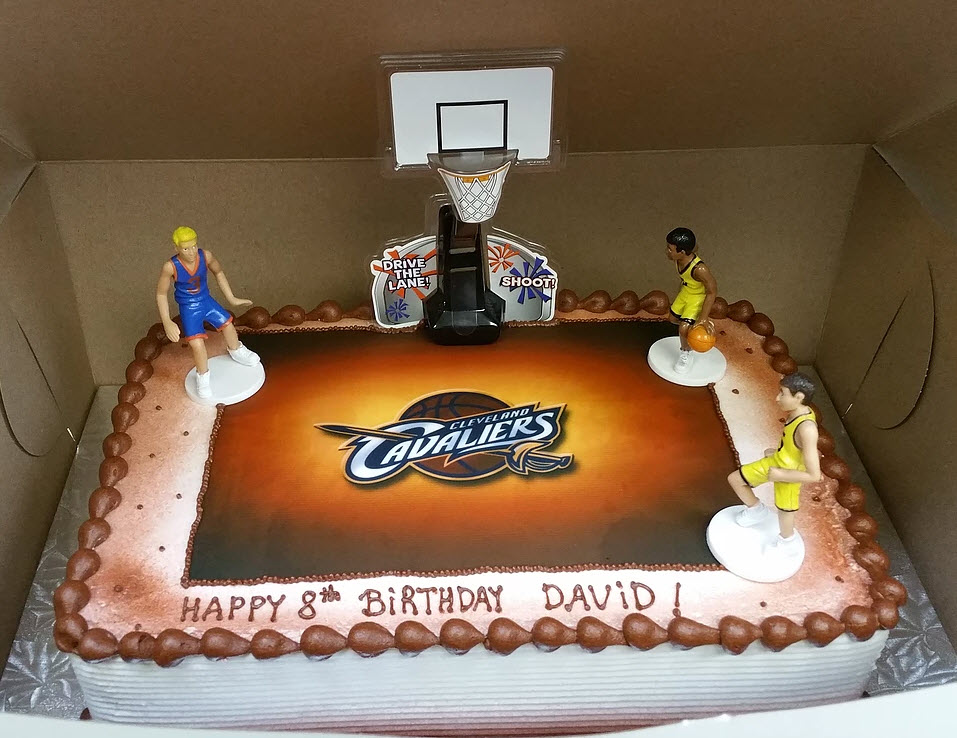 DRIVE
THE
LANE!
SHOOT!
CLEVELAND
CAVALIERS
HAPPY 8th BiRTHDAY DAViD !